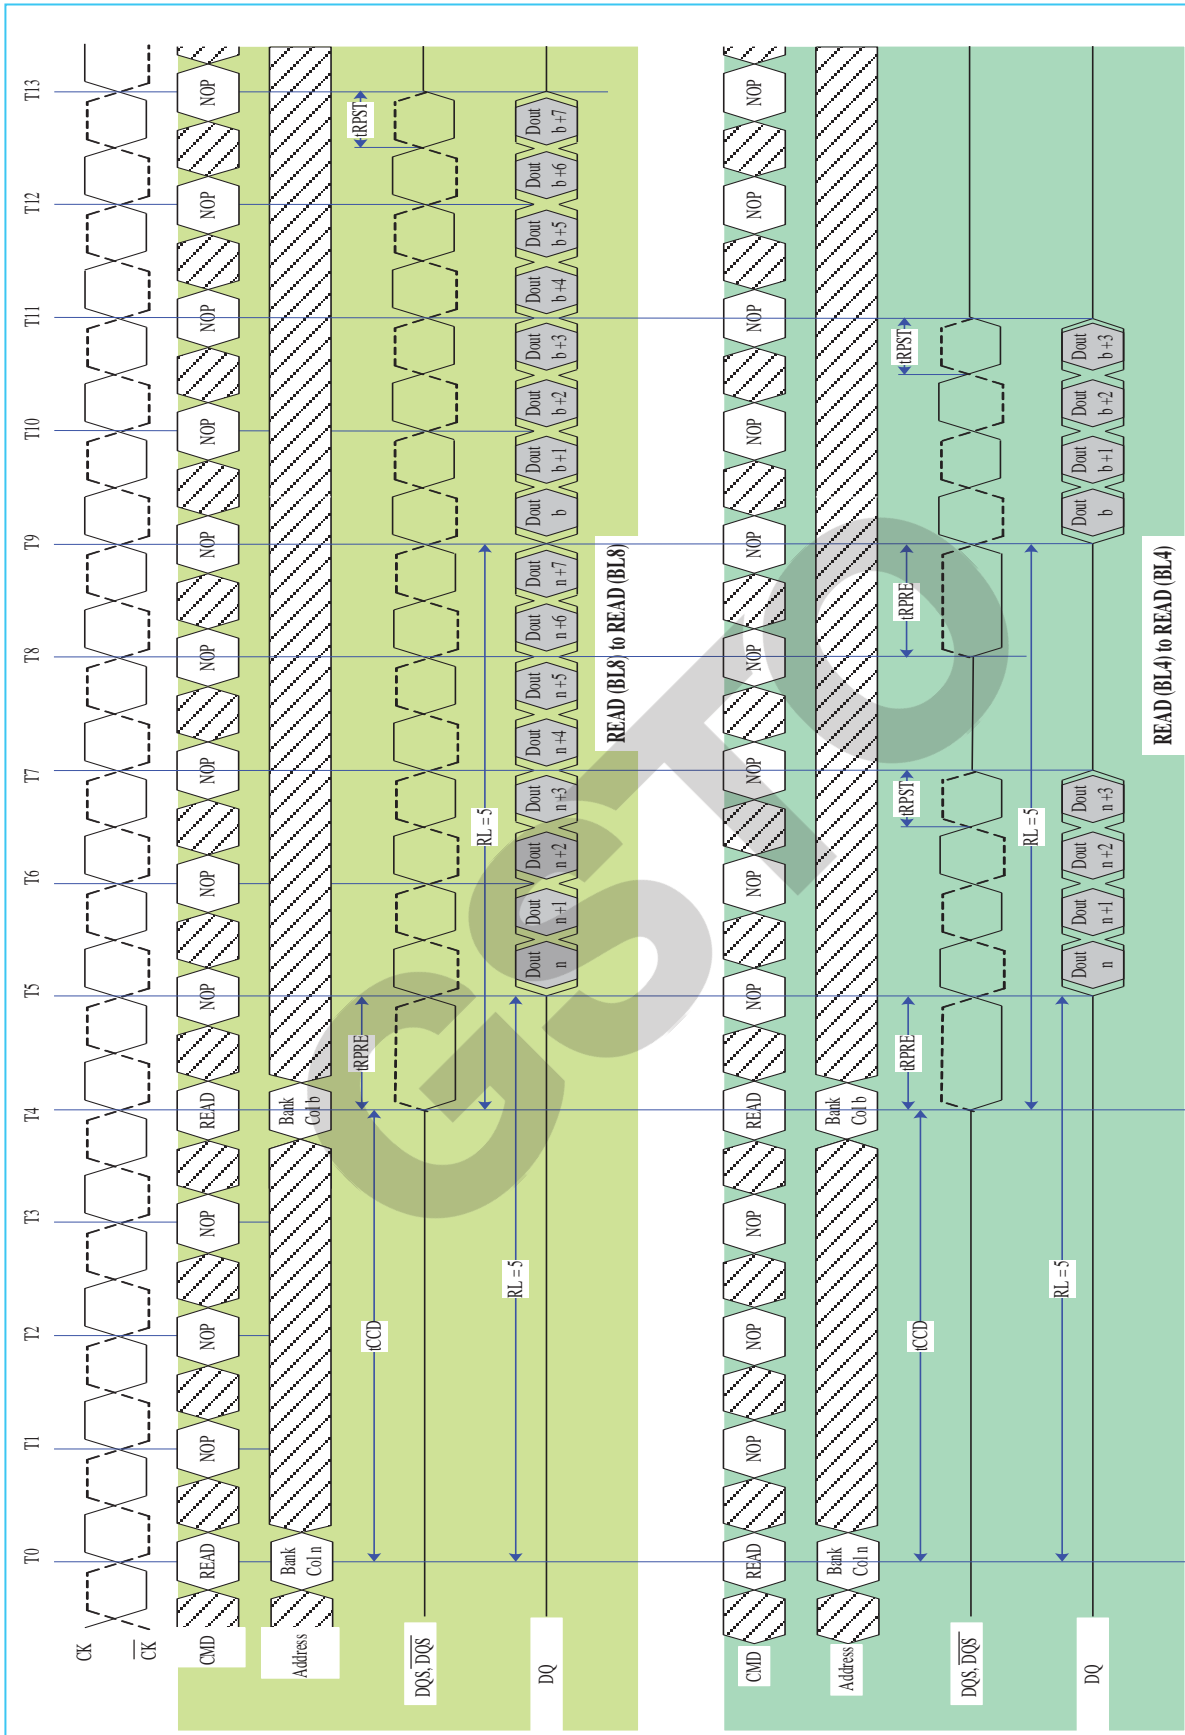 T0 T1 T2 T3 T4 T5 T6 T7 T8 T9 T10 T11 T12 T13
CK
CK
CMD READ NOP NOP NOP READ NOP NOP NOP NOP NOP NOP NOP NOP NOP
Address Bank Col n Bank Col b
tCCD tRPRE tRPST
DQS, DQS
RL = 5 RL = 5
DQ Dout n Dout n+1 Dout n+2 Dout n+3 Dout n+4 Dout n+5 Dout n+6 Dout n+7 Dout b Dout b+1 Dout b+2 Dout b+3 Dout b+4 Dout b+5 Dout b+6 Dout b+7
READ (BL8) to READ (BL8)
CMD READ NOP NOP NOP READ NOP NOP NOP NOP NOP NOP NOP NOP NOP
Address Bank Col n Bank Col b
tCCD tRPRE tRPST tRPRE tRPST
DQS, DQS
RL = 5 RL = 5
DQ Dout n Dout n+1 Dout n+2 Dout n+3 Dout b Dout b+1 Dout b+2 Dout b+3
READ (BL4) to READ (BL4)
GSTO